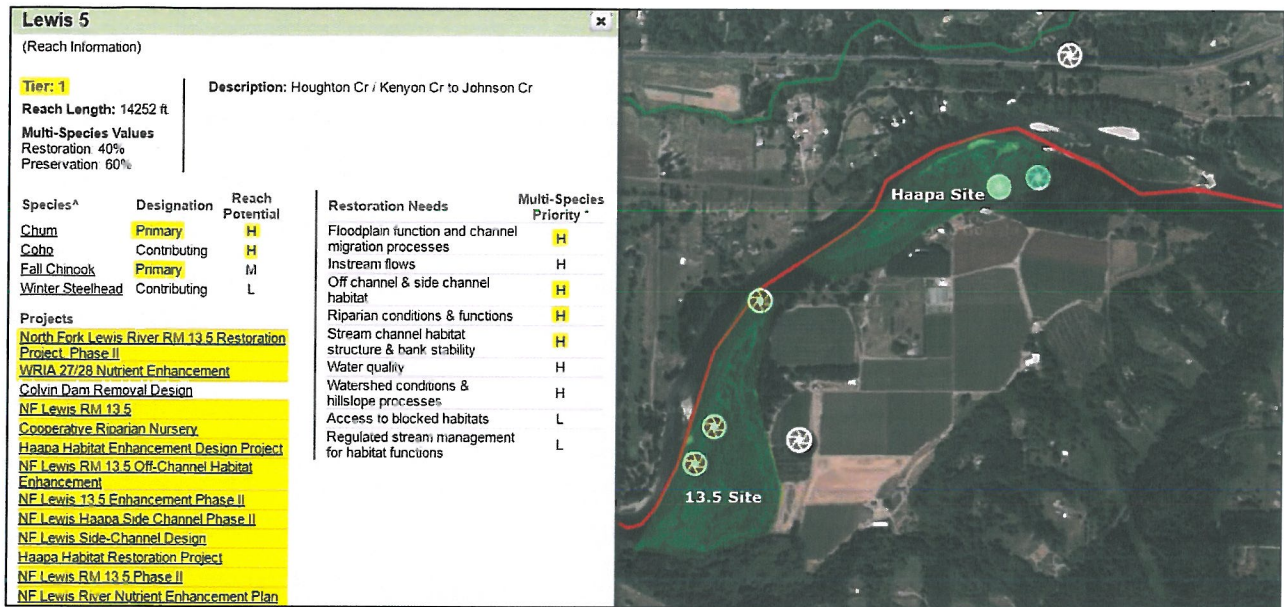 Lewis 5
x
(Reach Information)
Tier: 1
Description: Houghton Cr / Kenyon Cr to Johnson Cr
Reach Length: 14252 ft
Multi-Species Values
Restoration: 40%
Preservation: 60%
Species^ Designation Reach Potential
Chum Primary H
Coho Contributing H
Fall Chinook Primary M
Winter Steelhead Contributing L
Projects
North Fork Lewis River RM 13.5 Restoration
Project, Phase II
WRIA 27/28 Nutrient Enhancement
Colvin Dam Removal Design
NF Lewis RM 13.5
Cooperative Riparian Nursery
Haapa Habitat Enhancement Design Project
NF Lewis RM 13.5 Off-Channel Habitat
Enhancement
NF Lewis 13.5 Enhancement Phase II
NF Lewis Haapa Side Channel Phase II
NF Lewis Side-Channel Design
Haapa Habitat Restoration Project
NF Lewis RM 13.5 Phase II
NF Lewis River Nutrient Enhancement Plan
Restoration Needs Multi-Species Priority *
Floodplain function and channel
migration processes H
Instream flows H
Off channel & side channel
habitat H
Riparian conditions & functions H
Stream channel habitat
structure & bank stability H
Water quality H
Watershed conditions &
hillslope processes H
Access to blocked habitats L
Regulated stream management
for habitat functions L
Haapa Site
13.5 Site